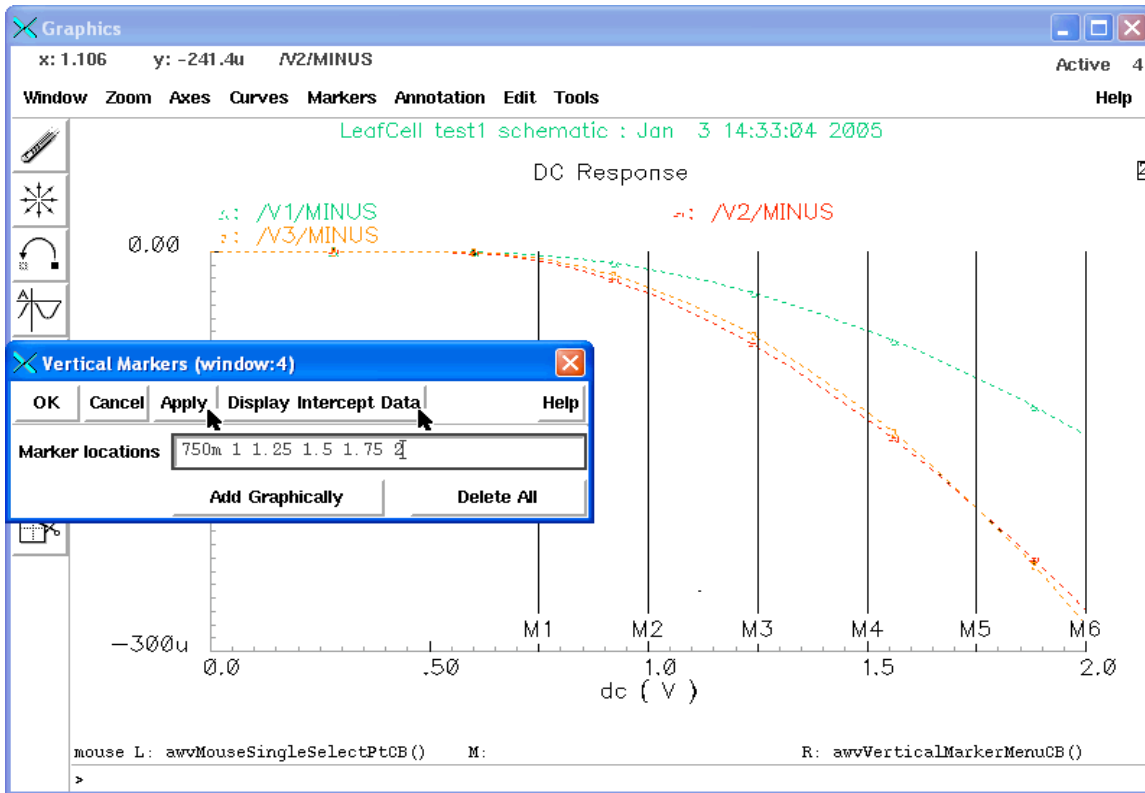 Graphics
x: 1.106 y: -241.4u /V2/MINUS
Active 4
Window Zoom Axes Curves Markers Annotation Edit Tools Help
LeafCell test1 schematic : Jan 3 14:33:04 2005
DC Response
/V1/MINUS
/V2/MINUS
/V3/MINUS
0.00
Vertical Markers (window:4)
OK Cancel Apply Display Intercept Data Help
Marker locations 750m 1 1.25 1.5 1.75 2
Add Graphically Delete All
M1 M2 M3 M4 M5 M6
-300u
0.0 .50 1.0 1.5 2.0
dc ( V )
mouse L: awvMouseSingleSelectPtCB() M: R: awvVerticalMarkerMenuCB()
>